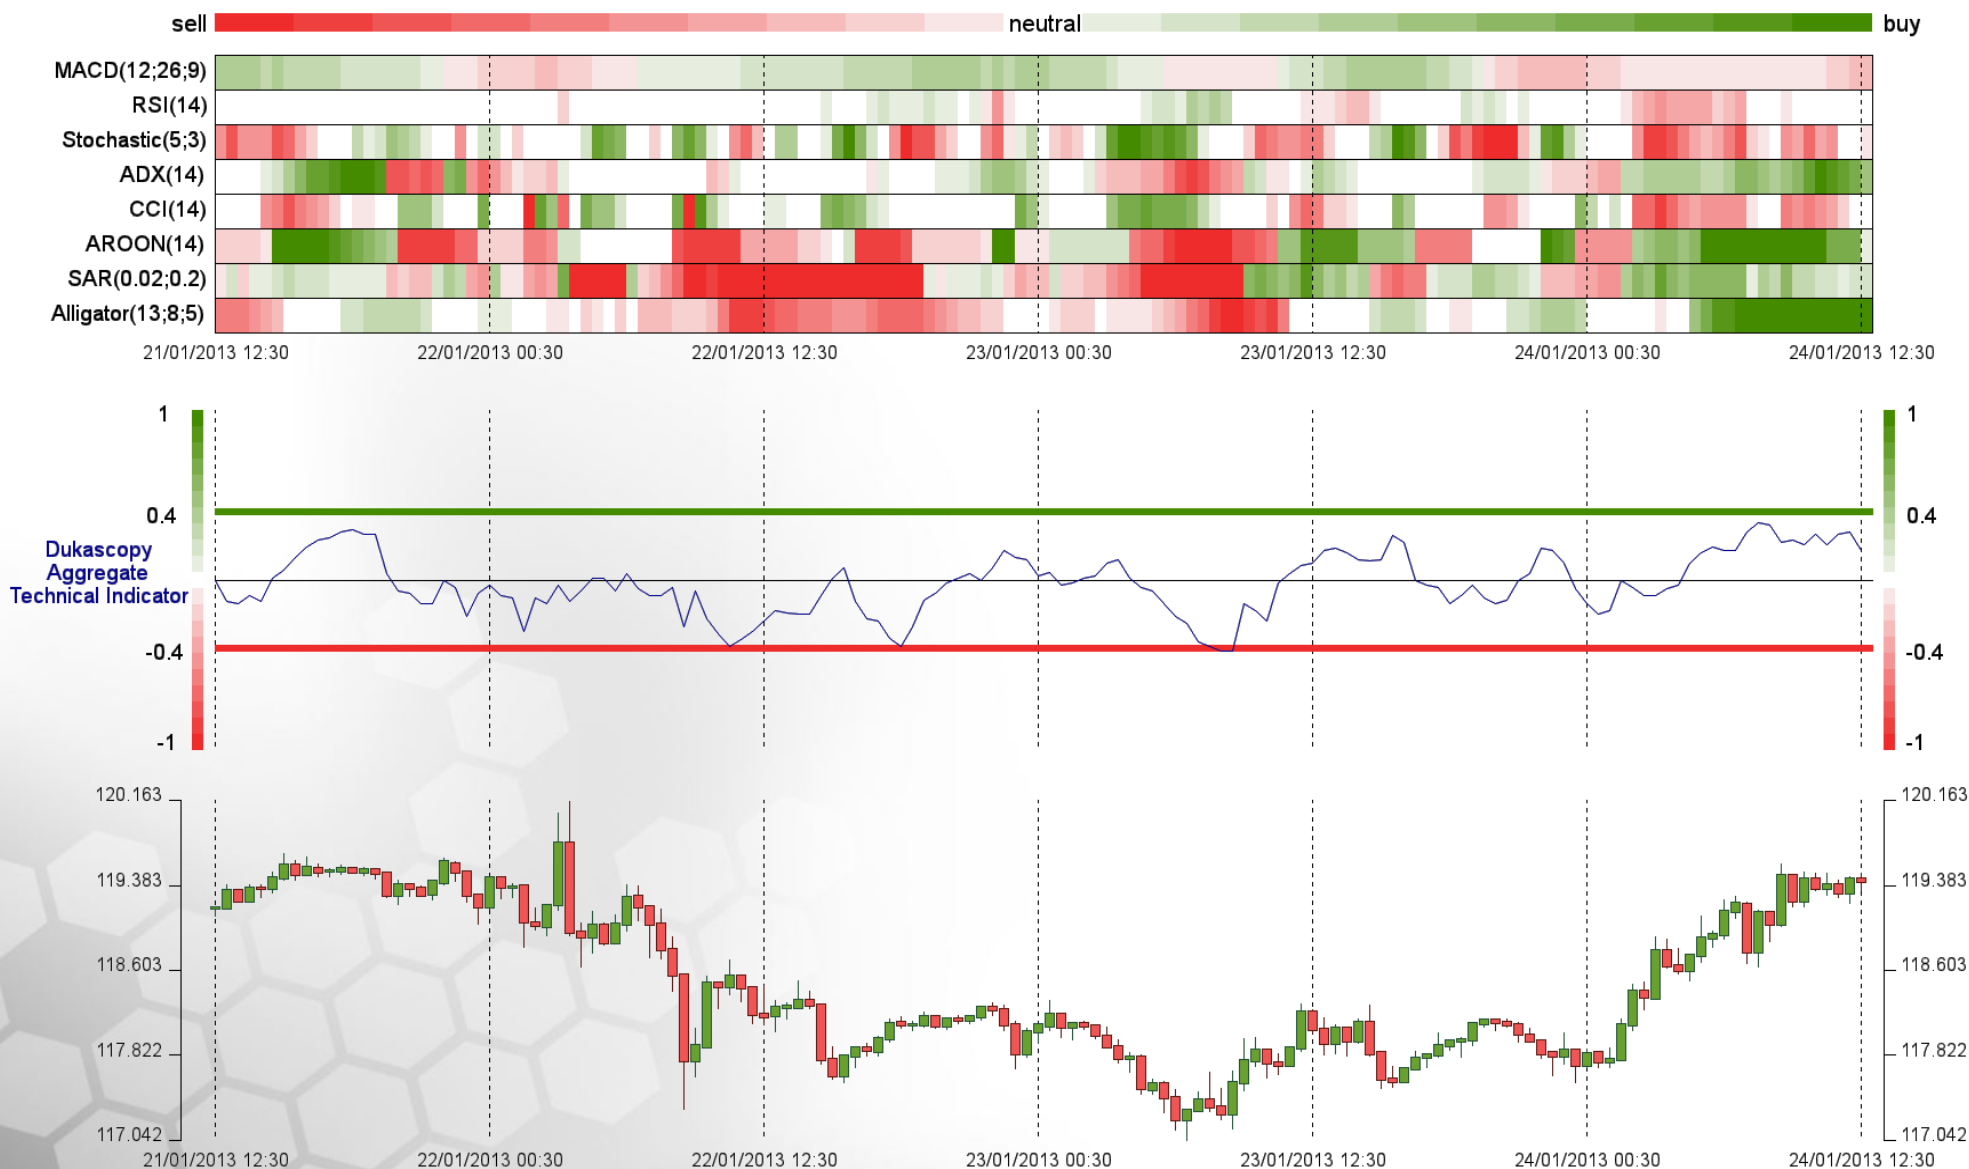 sell neutral buy
MACD(12;26;9)
RSI(14)
Stochastic(5;3)
ADX(14)
CCI(14)
AROON(14)
SAR(0.02;0.2)
Alligator(13;8;5)
21/01/2013 12:30 22/01/2013 00:30 22/01/2013 12:30 23/01/2013 00:30 23/01/2013 12:30 24/01/2013 00:30 24/01/2013 12:30
1 1
0.4 0.4
Dukascopy
Aggregate
Technical Indicator
-0.4 -0.4
-1 -1
120.163 120.163
119.383 119.383
118.603 118.603
117.822 117.822
117.042 117.042
21/01/2013 12:30 22/01/2013 00:30 22/01/2013 12:30 23/01/2013 00:30 23/01/2013 12:30 24/01/2013 00:30 24/01/2013 12:30